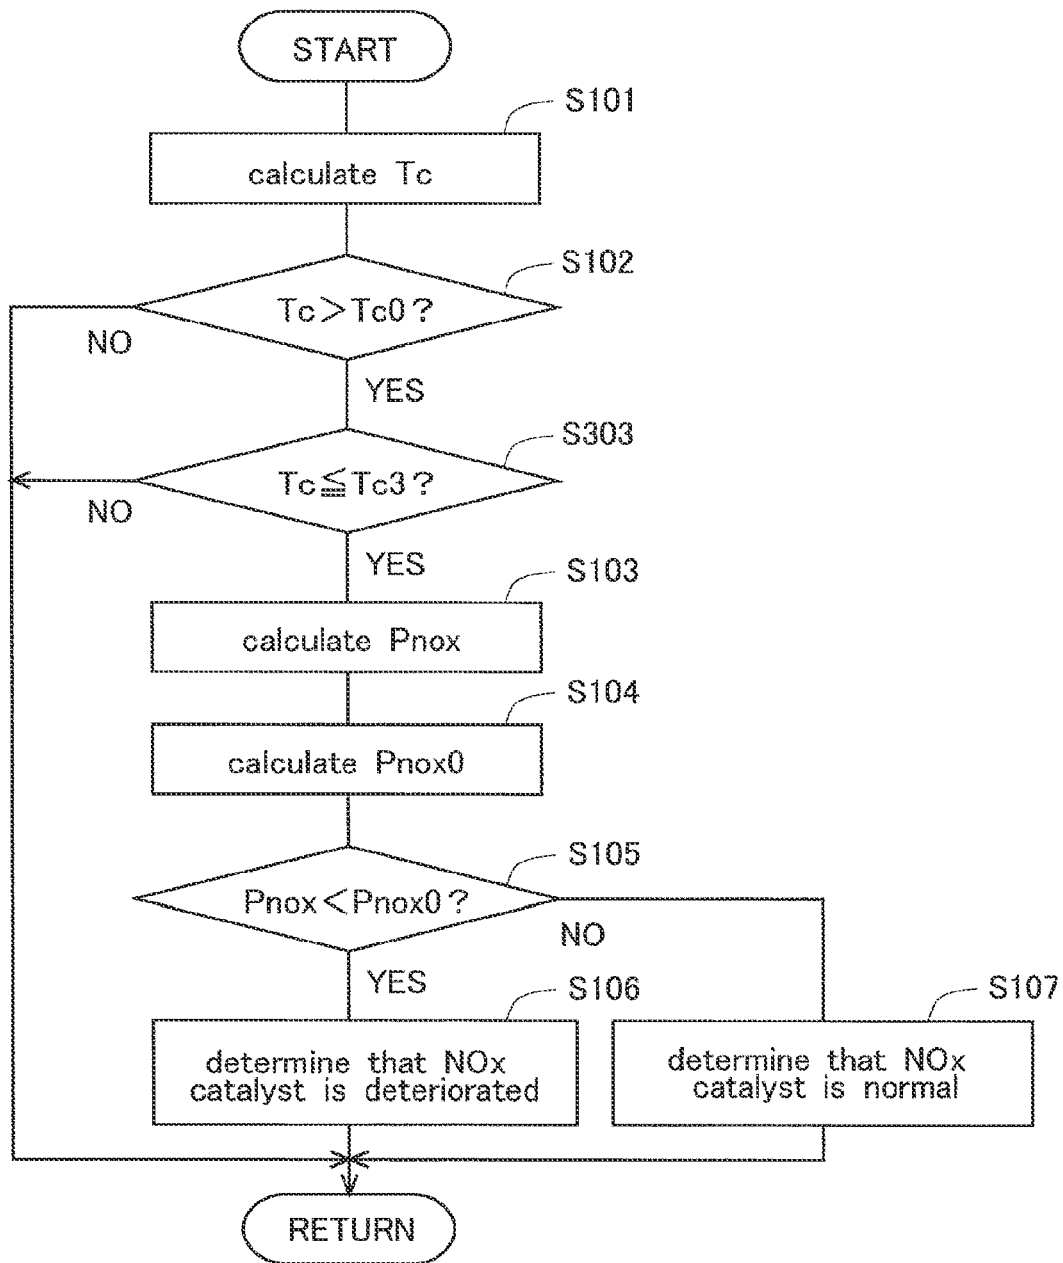 START
S101
calculate Tc
S102
Tc＞Tc0？
NO
YES
S303
Tc≦Tc3？
NO
YES
S103
calculate Pnox
S104
calculate Pnox0
S105
Pnox＜Pnox0？
NO
YES
S106
S107
determine that NOx
catalyst is deteriorated
determine that NOx
catalyst is normal
RETURN